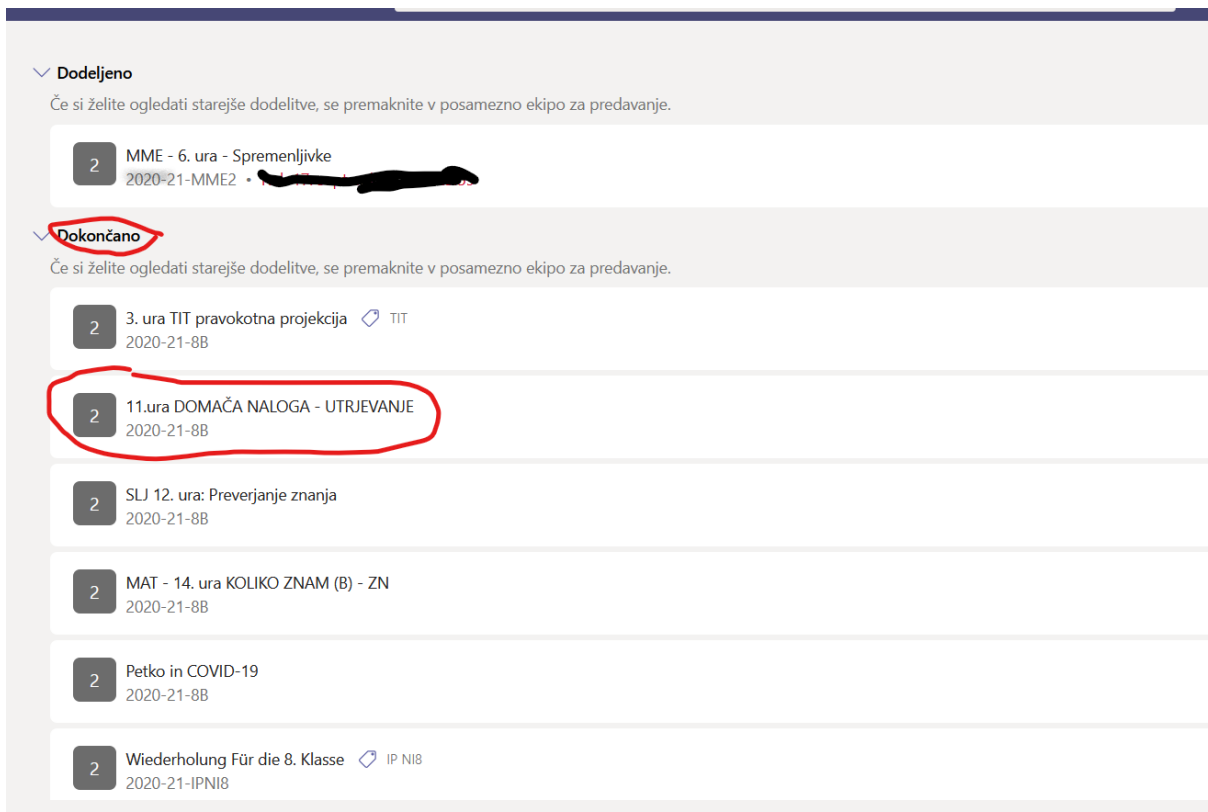 Dodeljeno
Če si želite ogledati starejše dodelitve, se premaknite v posamezno ekipo za predavanje.
2
MME - 6. ura - Spremenljivke
2020-21-MME2 •
Dokončano
Če si želite ogledati starejše dodelitve, se premaknite v posamezno ekipo za predavanje.
2
3. ura TIT pravokotna projekcija TIT
2020-21-8B
2
11.ura DOMAČA NALOGA - UTRJEVANJE
2020-21-8B
2
SLJ 12. ura: Preverjanje znanja
2020-21-8B
2
MAT - 14. ura KOLIKO ZNAM (B) - ZN
2020-21-8B
2
Petko in COVID-19
2020-21-8B
2
Wiederholung Für die 8. Klasse IP NI8
2020-21-IPNI8